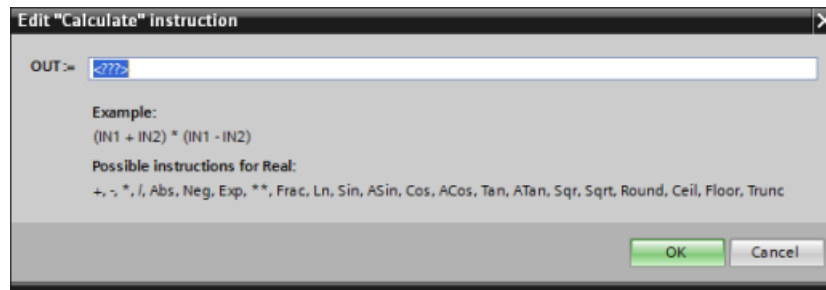 Edit "Calculate" instruction
OUT:= <???>
Example:
(IN1 + IN2) * (IN1 - IN2)
Possible instructions for Real:
+, -, *, /, Abs, Neg, Exp, **, Frac, Ln, Sin, ASin, Cos, ACos, Tan, ATan, Sqr, Sqrt, Round, Ceil, Floor, Trunc
OK Cancel